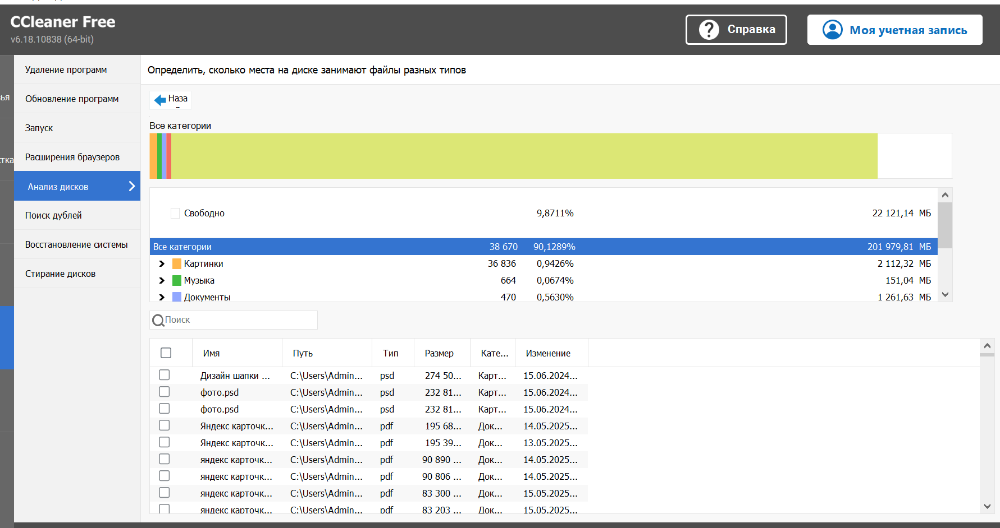 CCleaner Free
v6.18.10838 (64-bit)
Справка
Моя учетная запись
ья
тка
Удаление программ
Обновление программ
Запуск
Расширения браузеров
Анализ дисков
Поиск дублей
Восстановление системы
Стирание дисков
Определить, сколько места на диске занимают файлы разных типов
Наза
Все категории
Свободно 9,8711% 22 121,14 МБ
Все категории 38 670 90,1289% 201 979,81 МБ
Картинки 36 836 0,9426% 2 112,32 МБ
Музыка 664 0,0674% 151,04 МБ
Документы 470 0,5630% 1 261,63 МБ
Поиск
Имя Путь Тип Размер Кате... Изменение
Дизайн шапки ... C:\Users\Admin... psd 274 50... Карт... 15.06.2024...
фото.psd C:\Users\Admin... psd 232 81... Карт... 15.06.2024...
фото.psd C:\Users\Admin... psd 232 81... Карт... 15.06.2024...
Яндекс карточк... C:\Users\Admin... pdf 195 68... Док... 14.05.2025...
Яндекс карточк... C:\Users\Admin... pdf 195 39... Док... 13.05.2025...
яндекс карточк... C:\Users\Admin... pdf 90 890 ... Док... 14.05.2025...
яндекс карточк... C:\Users\Admin... pdf 90 806 ... Док... 14.05.2025...
яндекс карточк... C:\Users\Admin... pdf 83 300 ... Док... 15.05.2025...
яндекс карточк... C:\Users\Admin... pdf 83 203 ... Док... 15.05.2025...